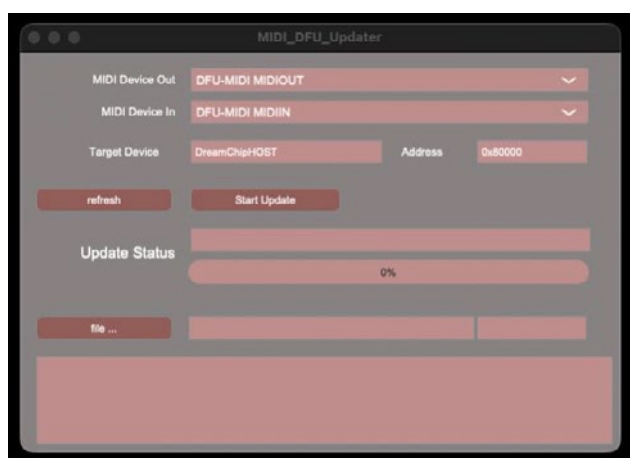 MIDI_DFU_Updater
MIDI Device Out DFU-MIDI MIDIOUT
MIDI Device In DFU-MIDI MIDIIN
Target Device DreamChipHOST Address 0x80000
refresh Start Update
Update Status
0%
file ...